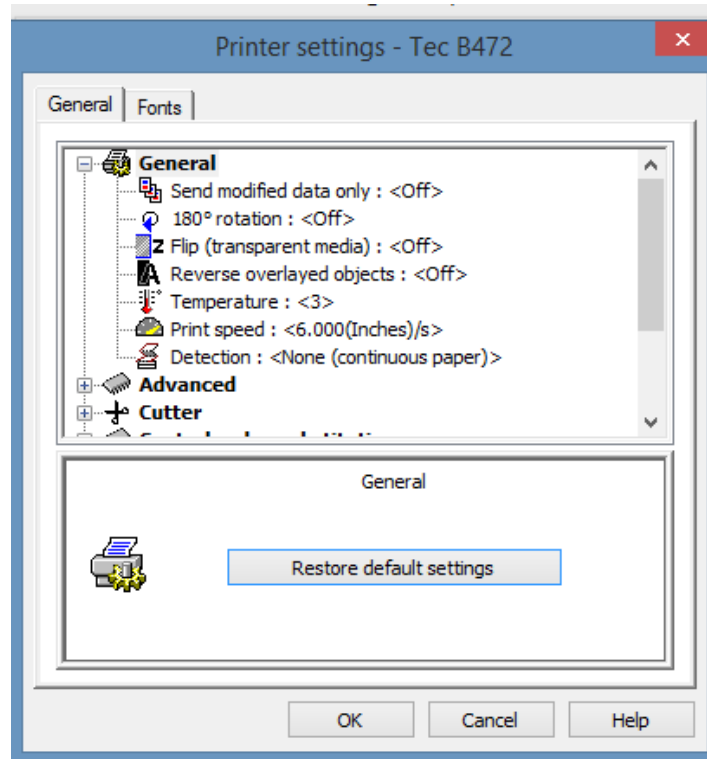 Printer settings - Tec B472
General
Fonts
General
Send modified data only : <Off>
180° rotation : <Off>
Flip (transparent media) : <Off>
Reverse overlayed objects : <Off>
Temperature : <3>
Print speed : <6.000(Inches)/s>
Detection : <None (continuous paper)>
Advanced
Cutter
General
Restore default settings
OK
Cancel
Help